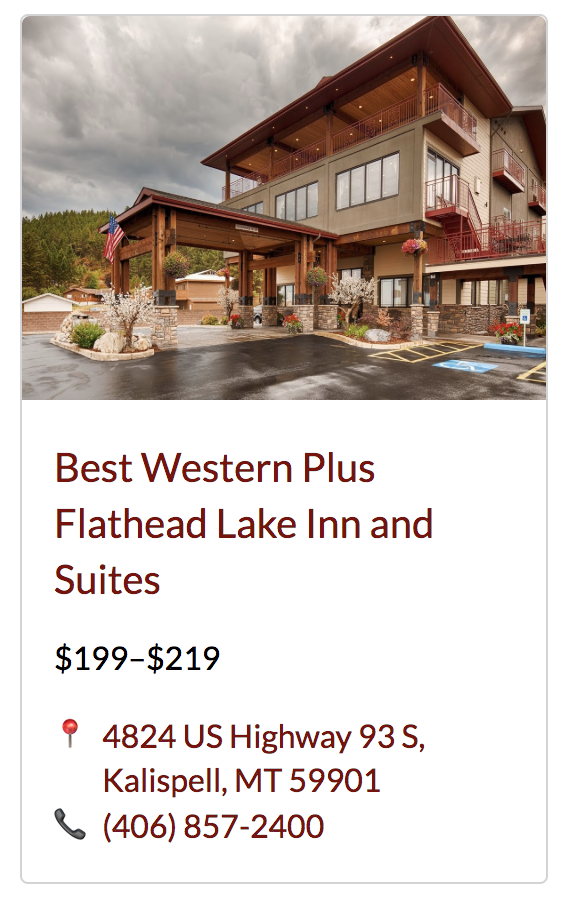 Best Western Plus
Flathead Lake Inn and
Suites
$199–$219
4824 US Highway 93 S,
Kalispell, MT 59901
(406) 857-2400